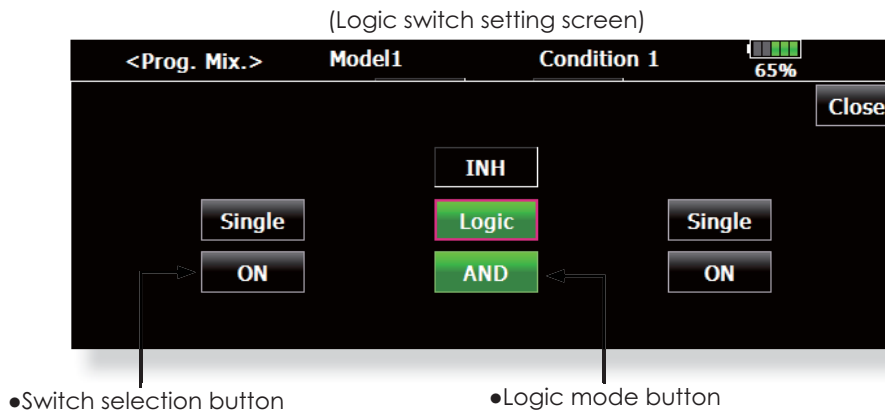 (Logic switch setting screen)
<Prog. Mix.> Model1 Condition 1 65%
Close
INH
Single Logic Single
ON AND ON
●Switch selection button ●Logic mode button